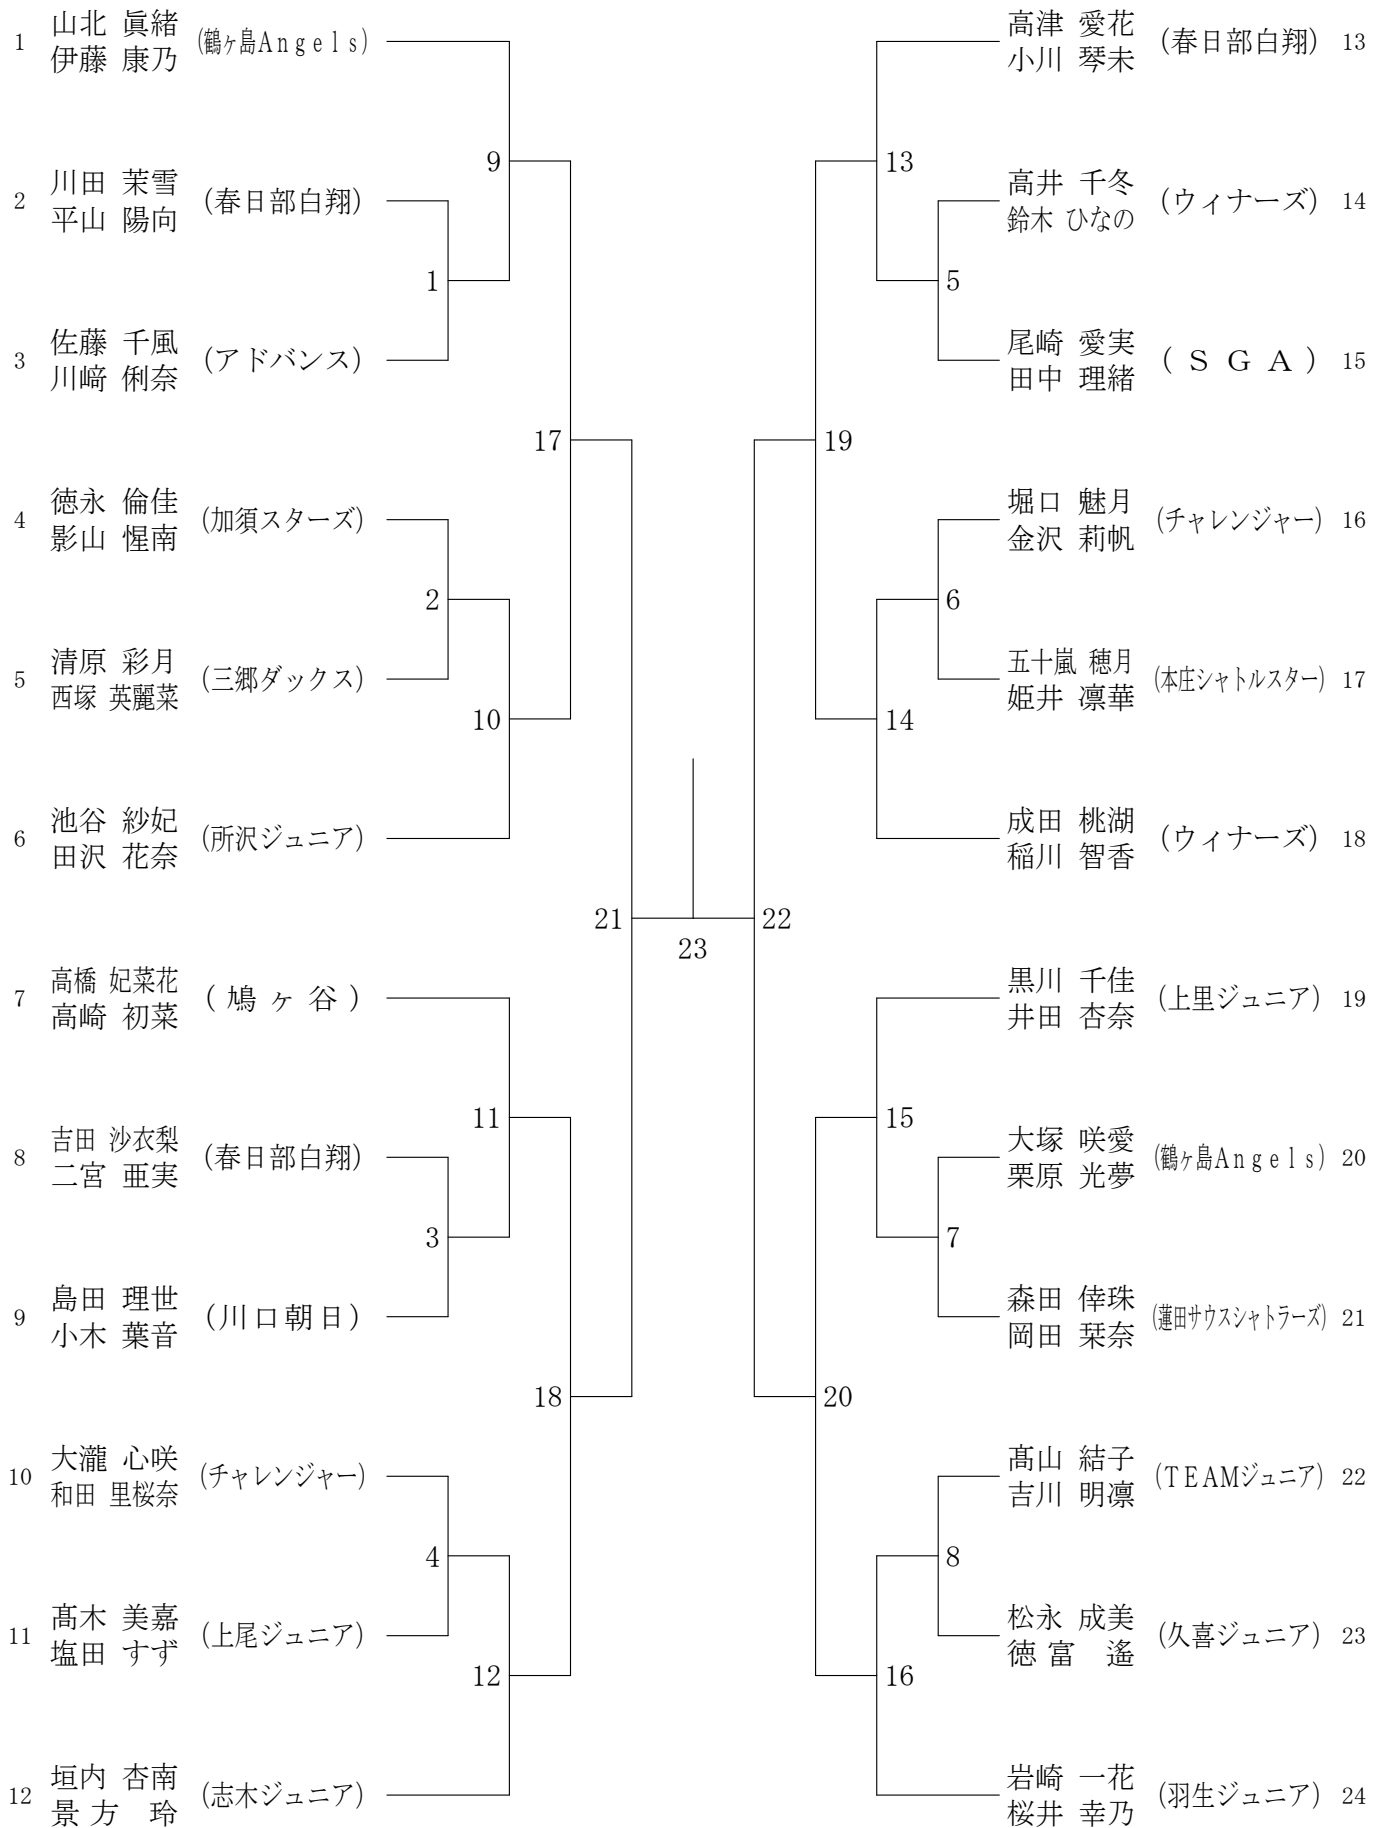 1 山北 眞緒 (鶴ヶ島Angels)
伊藤 康乃
2 川田 茉雪 (春日部白翔)
平山 陽向
3 佐藤 千風 (アドバンス)
川﨑 俐奈
4 徳永 倫佳 (加須スターズ)
影山 惺南
5 清原 彩月 (三郷ダックス)
西塚 英麗菜
6 池谷 紗妃 (所沢ジュニア)
田沢 花奈
7 高橋 妃菜花 (鳩ヶ谷)
高崎 初菜
8 吉田 沙衣梨 (春日部白翔)
二宮 亜実
9 島田 理世 (川口朝日)
小木 葉音
10 大瀧 心咲 (チャレンジャー)
和田 里桜奈
11 髙木 美嘉 (上尾ジュニア)
塩田 すず
12 垣内 杏南 (志木ジュニア)
景方 玲
1
2
3
4
9
10
11
12
17
18
21
23
22
19
20
13
14
15
16
5
6
7
8
高津 愛花 (春日部白翔) 13
小川 琴未
高井 千冬 (ウィナーズ) 14
鈴木 ひなの
尾崎 愛実 (SGA) 15
田中 理緒
堀口 魅月 (チャレンジャー) 16
金沢 莉帆
五十嵐 穂月 (本庄シャトルスター) 17
姫井 凛華
成田 桃湖 (ウィナーズ) 18
稲川 智香
黒川 千佳 (上里ジュニア) 19
井田 杏奈
大塚 咲愛 (鶴ヶ島Angels) 20
栗原 光夢
森田 倖珠 (蓮田サウスシャトラーズ) 21
岡田 栞奈
髙山 結子 (TEAMジュニア) 22
吉川 明凛
松永 成美 (久喜ジュニア) 23
徳富 遙
岩崎 一花 (羽生ジュニア) 24
桜井 幸乃